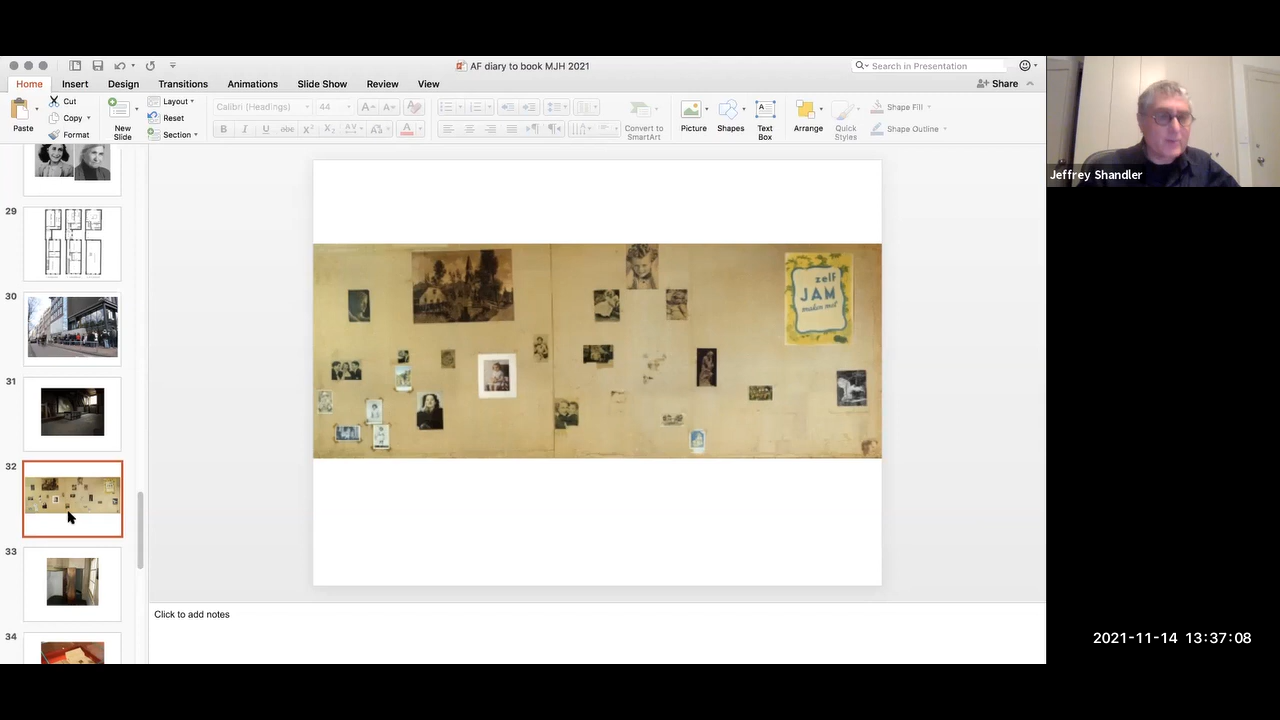 AF diary to book MJH 2021
Search in Presentation
Home Insert Design Transitions Animations Slide Show Review View
Share
Paste
Cut
Copy
Format
New Slide
Layout
Reset
Section
Calibri (Headings)
44
Convert to SmartArt
Picture
Shapes
Text Box
Arrange
Quick Styles
Shape Fill
Shape Outline
29
30
31
32
33
34
zelf
JAM
maken met
Click to add notes
Jeffrey Shandler
2021-11-14 13:37:08